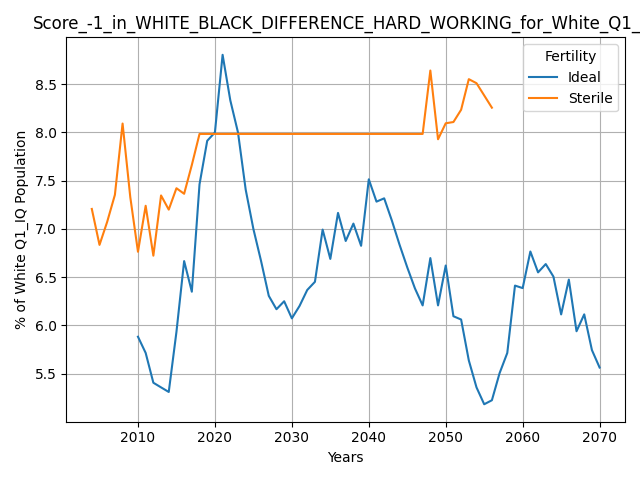 Score_-1_in_WHITE_BLACK_DIFFERENCE_HARD_WORKING_for_White_Q1_
Fertility
Ideal
Sterile
% of White Q1_IQ Population
8.5
8.0
7.5
7.0
6.5
6.0
5.5
2010 2020 2030 2040 2050 2060 2070
Years